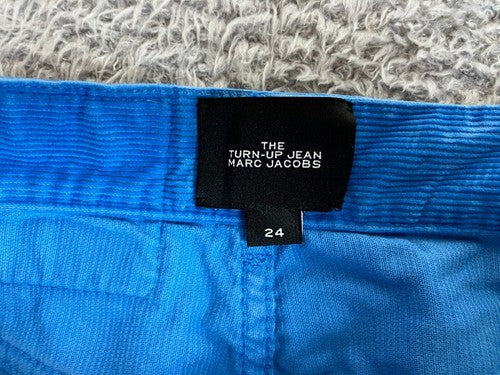 THE
TURN-UP JEAN
MARC JACOBS
24